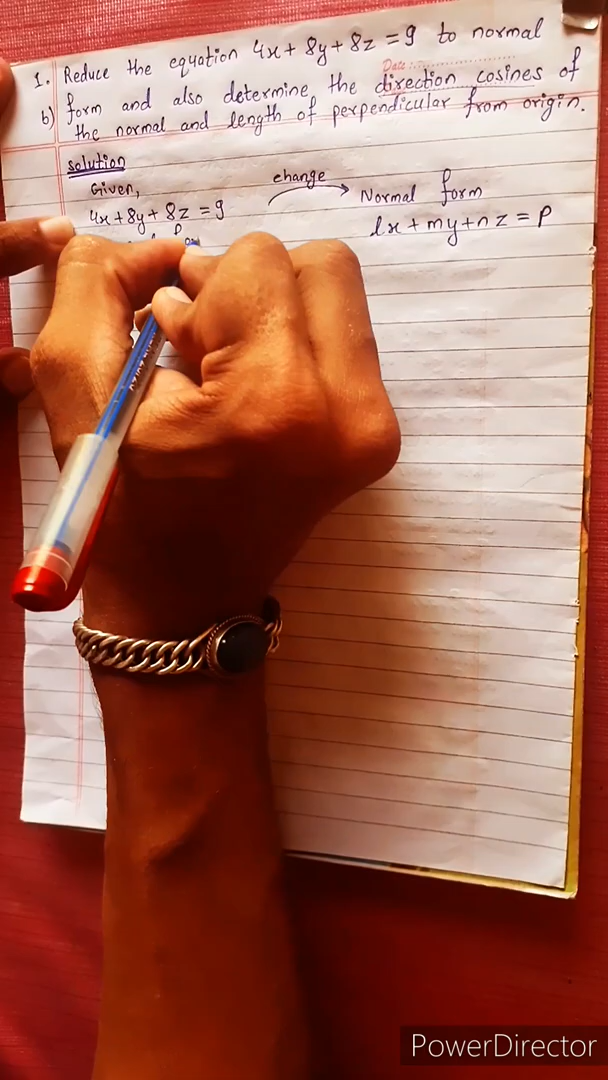 1. Reduce the equation 4x + 8y + 8z = 9 to normal
Date :
b) form and also determine the direction cosines of
the normal and length of perpendicular from origin.
solution
Given,
change
4x + 8y + 8z = 9
Normal form
lx + my + nz = P
PowerDirector